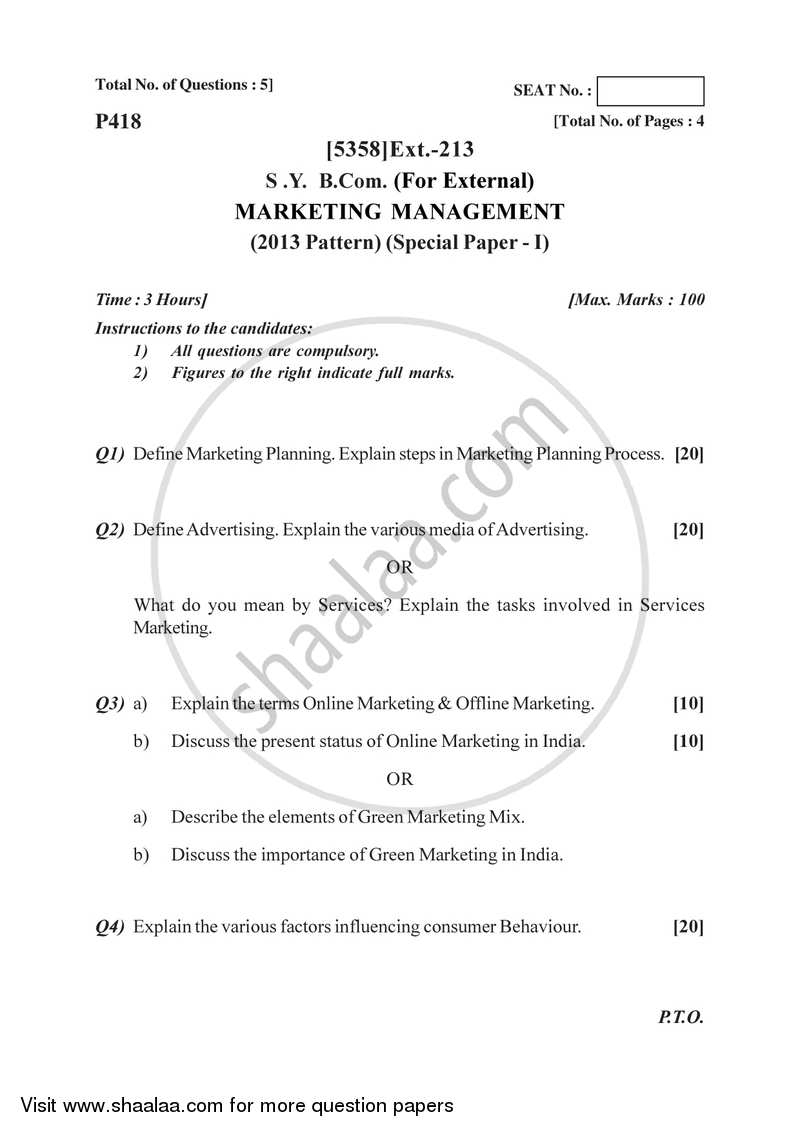 Total No. of Questions : 5]
SEAT No. :
P418
[Total No. of Pages : 4
[5358]Ext.-213
S .Y. B.Com. (For External)
MARKETING MANAGEMENT
(2013 Pattern) (Special Paper - I)
Time : 3 Hours]
[Max. Marks : 100
Instructions to the candidates:
1) All questions are compulsory.
2) Figures to the right indicate full marks.
Q1) Define Marketing Planning. Explain steps in Marketing Planning Process. [20]
Q2) Define Advertising. Explain the various media of Advertising. [20]
OR
What do you mean by Services? Explain the tasks involved in Services
Marketing.
Q3) a) Explain the terms Online Marketing & Offline Marketing. [10]
b) Discuss the present status of Online Marketing in India. [10]
OR
a) Describe the elements of Green Marketing Mix.
b) Discuss the importance of Green Marketing in India.
Q4) Explain the various factors influencing consumer Behaviour. [20]
P.T.O.
shaalaa.com
Visit www.shaalaa.com for more question papers